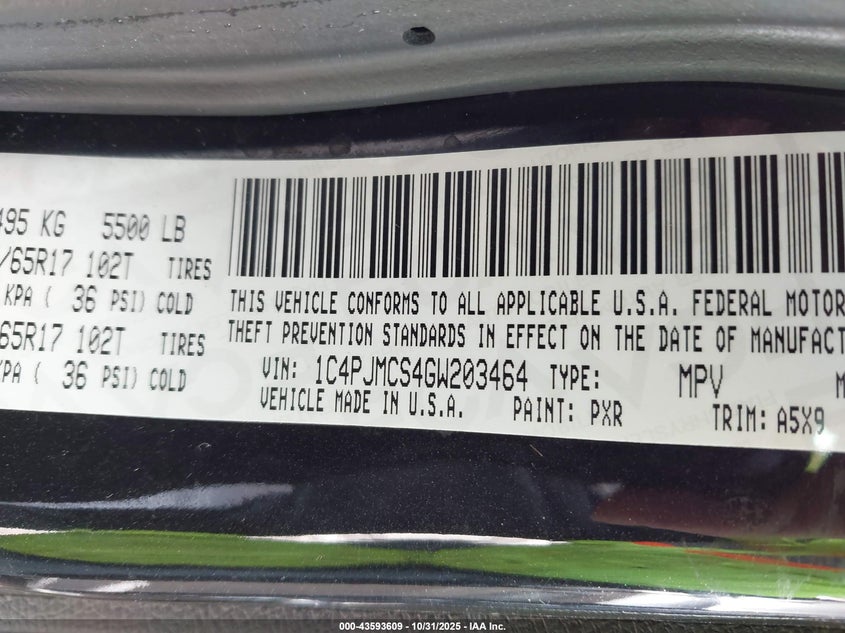 495 KG 5500 LB
/65R17 102T TIRES
KPA ( 36 PSI) COLD
65R17 102T TIRES
KPA ( 36 PSI) COLD
THIS VEHICLE CONFORMS TO ALL APPLICABLE U.S.A. FEDERAL MOTOR
THEFT PREVENTION STANDARDS IN EFFECT ON THE DATE OF MANUFACT
VIN: 1C4PJMCS4GW203464 TYPE: MPV M
VEHICLE MADE IN U.S.A. PAINT: PXR TRIM: A5X9
000-43593609 - 10/31/2025 - IAA Inc.